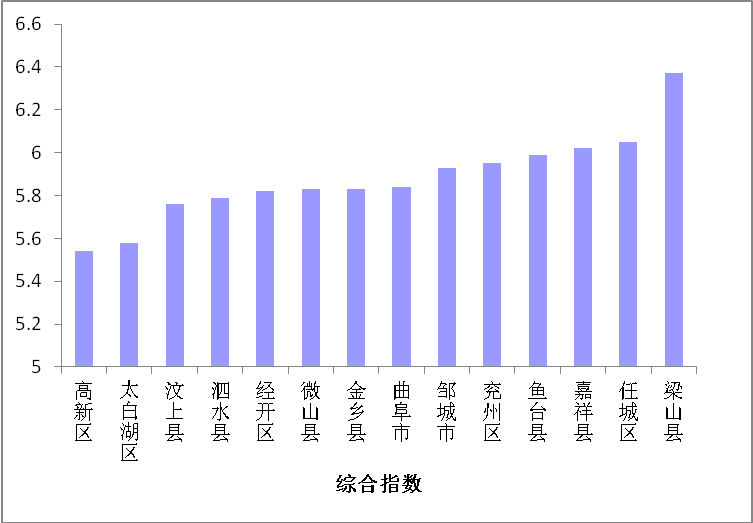 6.6
6.4
6.2
6
5.8
5.6
5.4
5.2
5
高新区
太白湖区
汶上县
泗水县
经开区
微山县
金乡县
曲阜市
邹城市
兖州区
鱼台县
嘉祥县
任城区
梁山县
综合指数